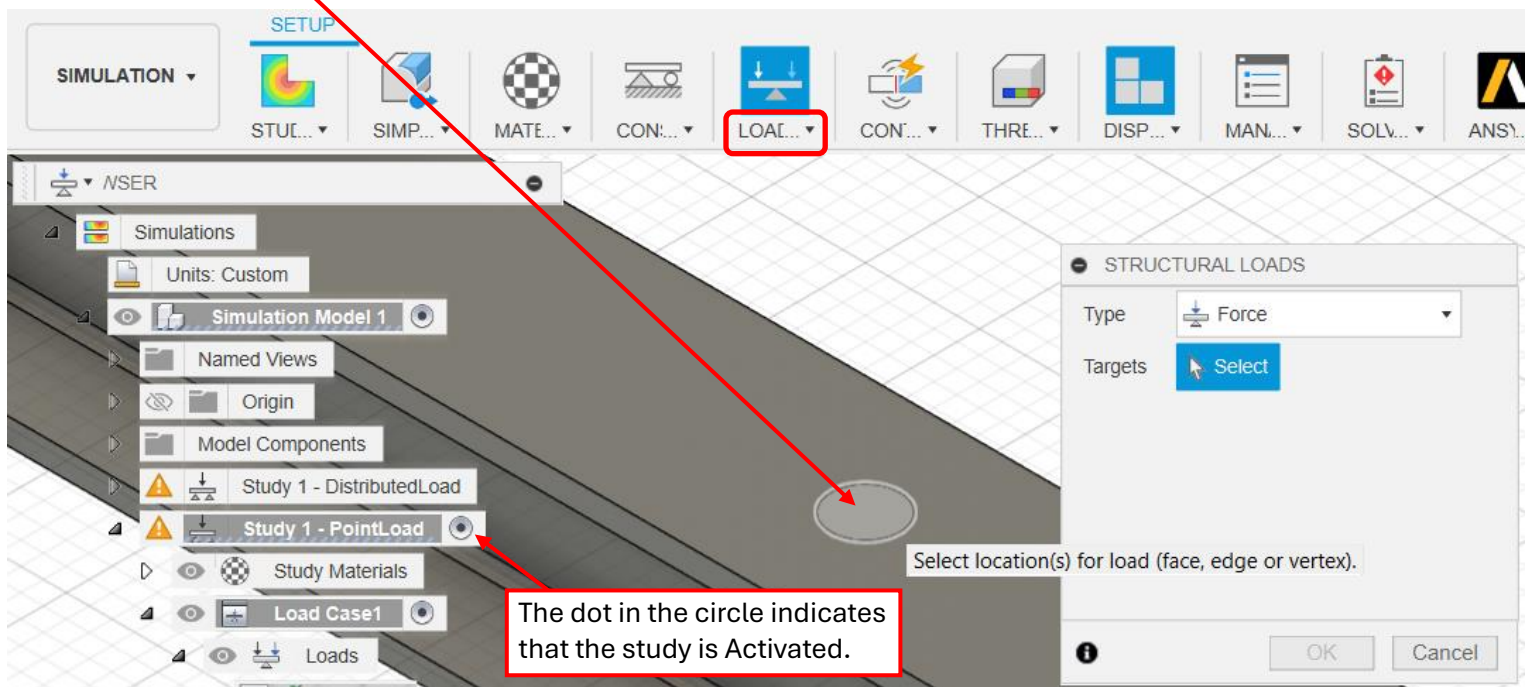 SETUP
SIMULATION
STUD... SIMP... MATE... CON:... LOAD... CONT... THRE... DISP... MAN... SOLV... ANSY...
WSER
Simulations
Units: Custom
Simulation Model 1
Named Views
Origin
Model Components
Study 1 - DistributedLoad
Study 1 - PointLoad
Study Materials
Load Case1
Loads
STRUCTURAL LOADS
Type Force
Targets Select
Select location(s) for load (face, edge or vertex).
The dot in the circle indicates
that the study is Activated.
OK Cancel